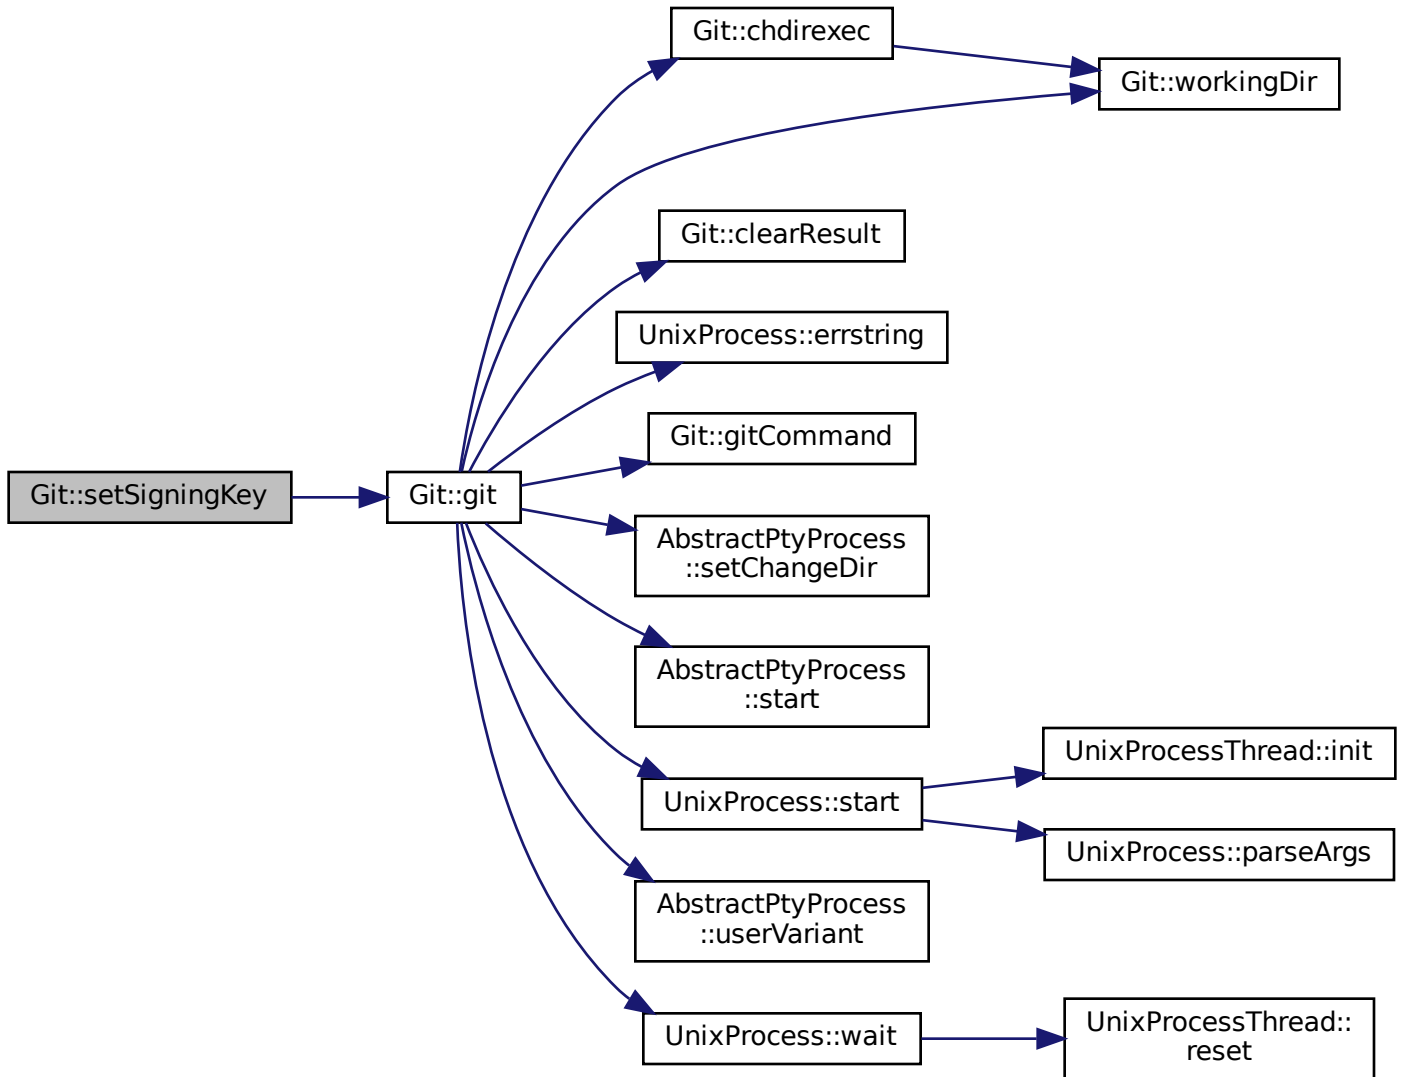 Git::chdirexec
Git::workingDir
Git::clearResult
UnixProcess::errstring
Git::gitCommand
Git::setSigningKey
Git::git
AbstractPtyProcess
::setChangeDir
AbstractPtyProcess
::start
UnixProcessThread::init
UnixProcess::start
UnixProcess::parseArgs
AbstractPtyProcess
::userVariant
UnixProcess::wait
UnixProcessThread::
reset